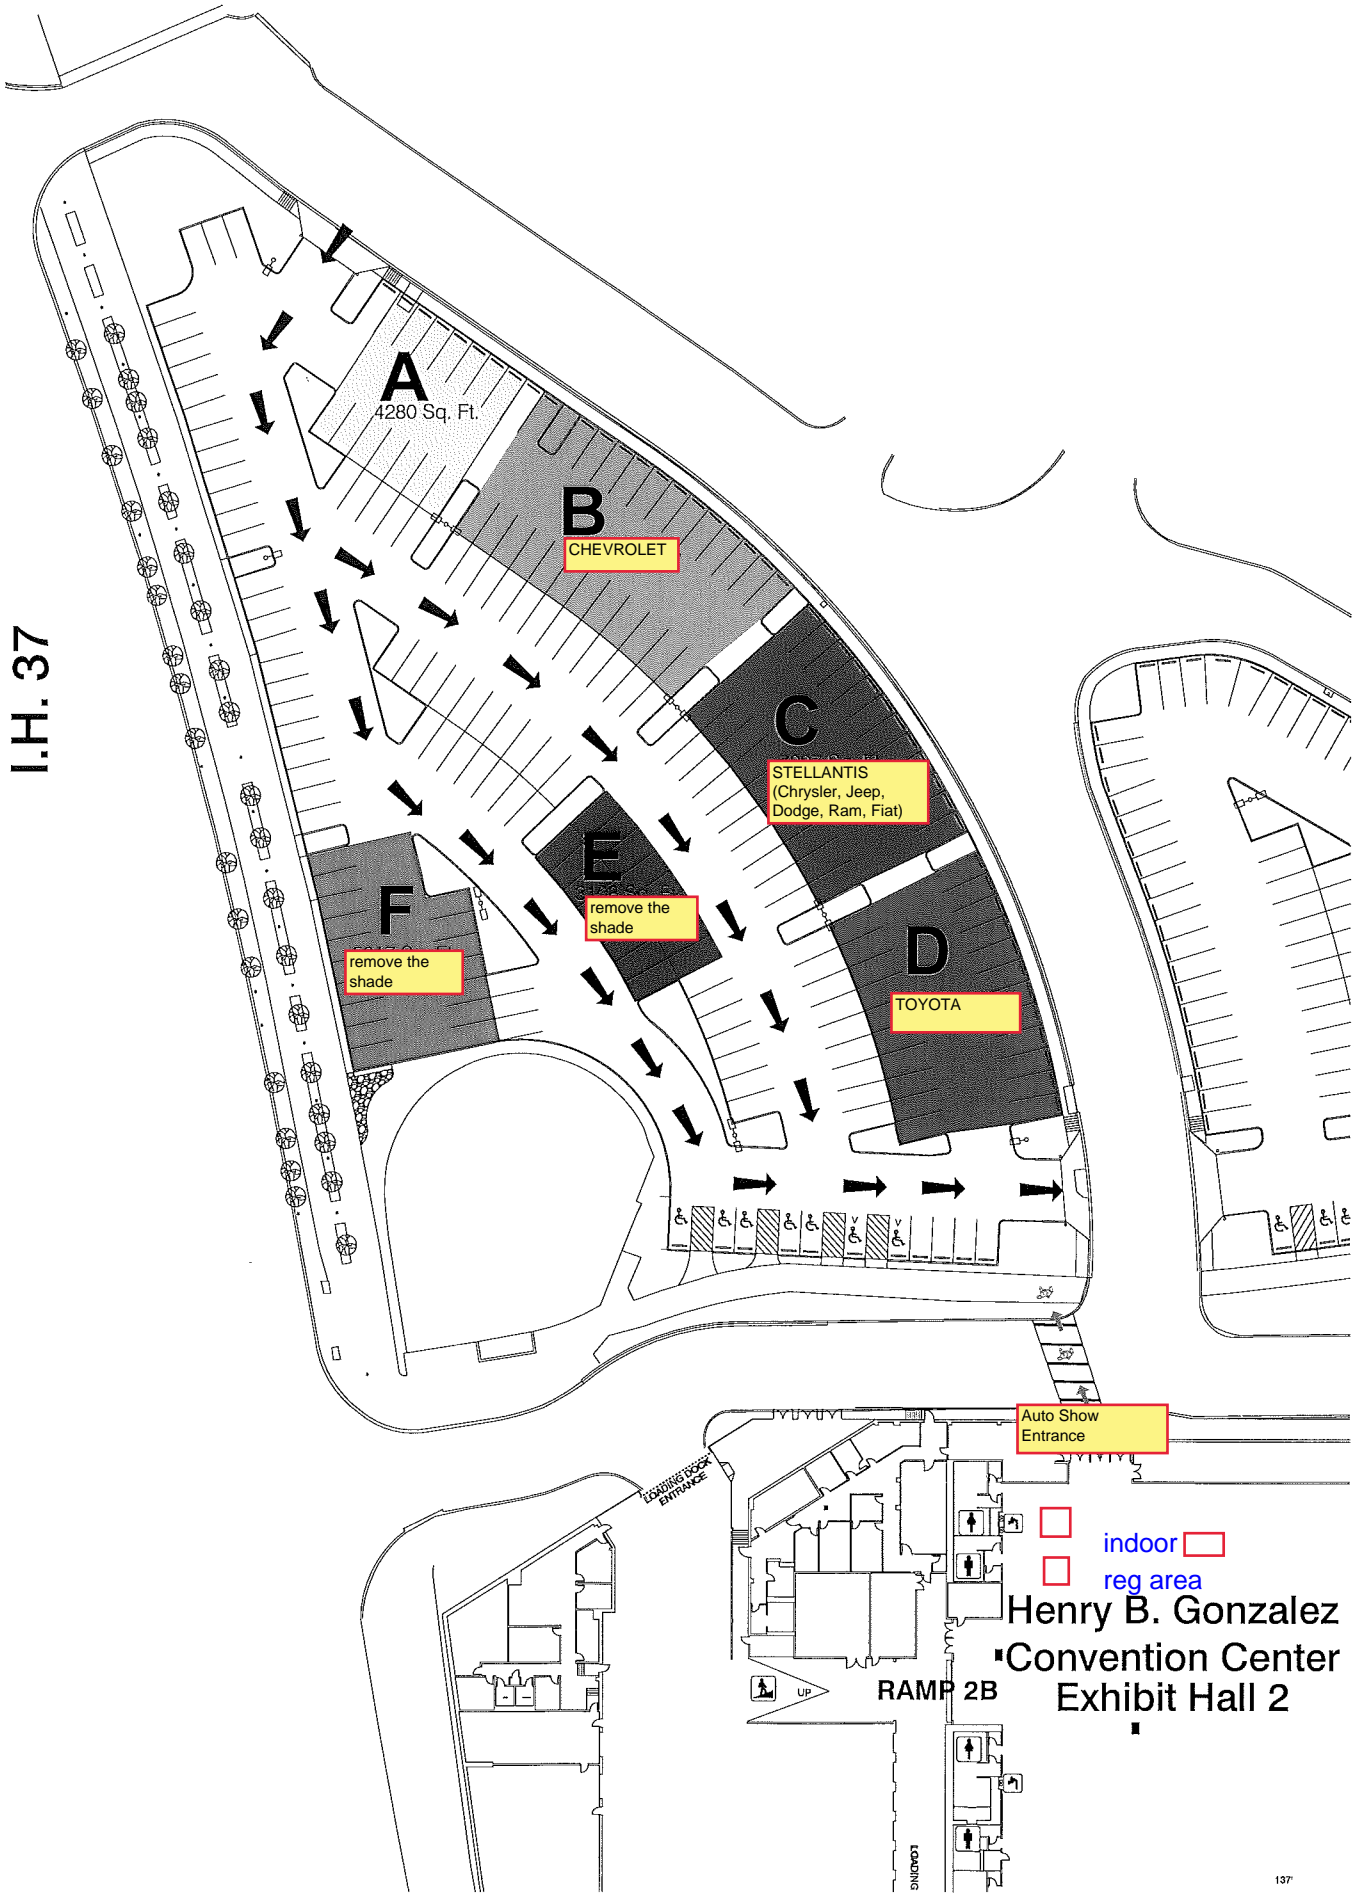 I.H. 37
A
4280 Sq. Ft.
B
CHEVROLET
C
STELLANTIS
(Chrysler, Jeep,
Dodge, Ram, Fiat)
E
remove the
shade
F
remove the
shade
D
TOYOTA
V
V
Auto Show
Entrance
LOADING DOCK
ENTRANCE
indoor
reg area
Henry B. Gonzalez
Convention Center
Exhibit Hall 2
UP
RAMP 2B
LOADING
137'